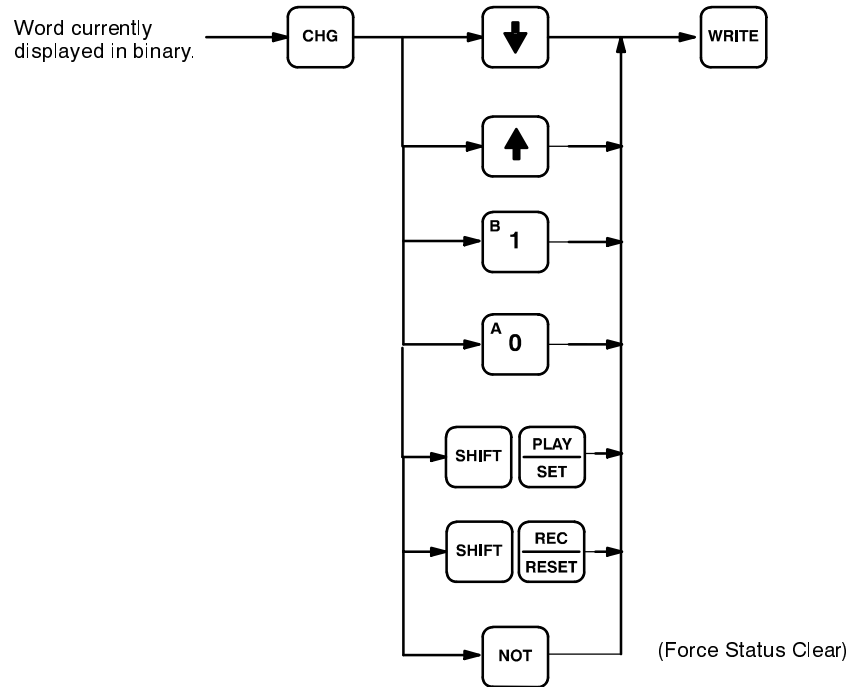 Word currently
displayed in binary.
CHG
WRITE
B
1
A
0
SHIFT
PLAY
SET
SHIFT
REC
RESET
NOT
(Force Status Clear)